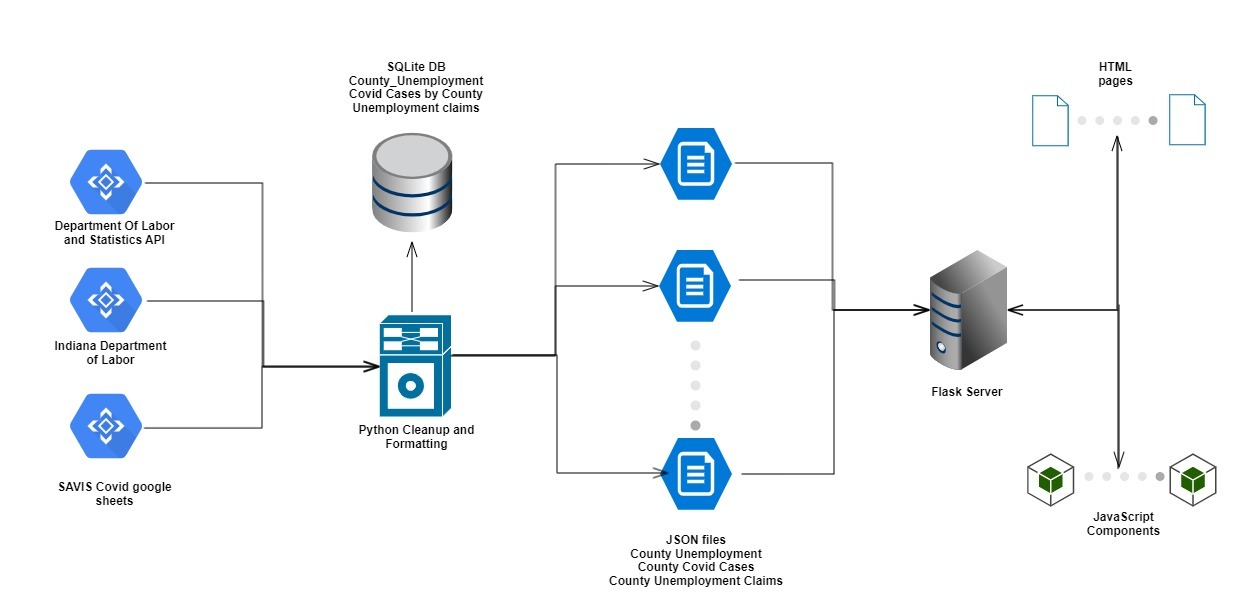 SQLite DB
County_Unemployment
Covid Cases by County
Unemployment claims
HTML
pages
Department Of Labor
and Statistics API
Indiana Department
of Labor
SAVIS Covid google
sheets
Python Cleanup and
Formatting
JSON files
County Unemployment
County Covid Cases
County Unemployment Claims
Flask Server
JavaScript
Components